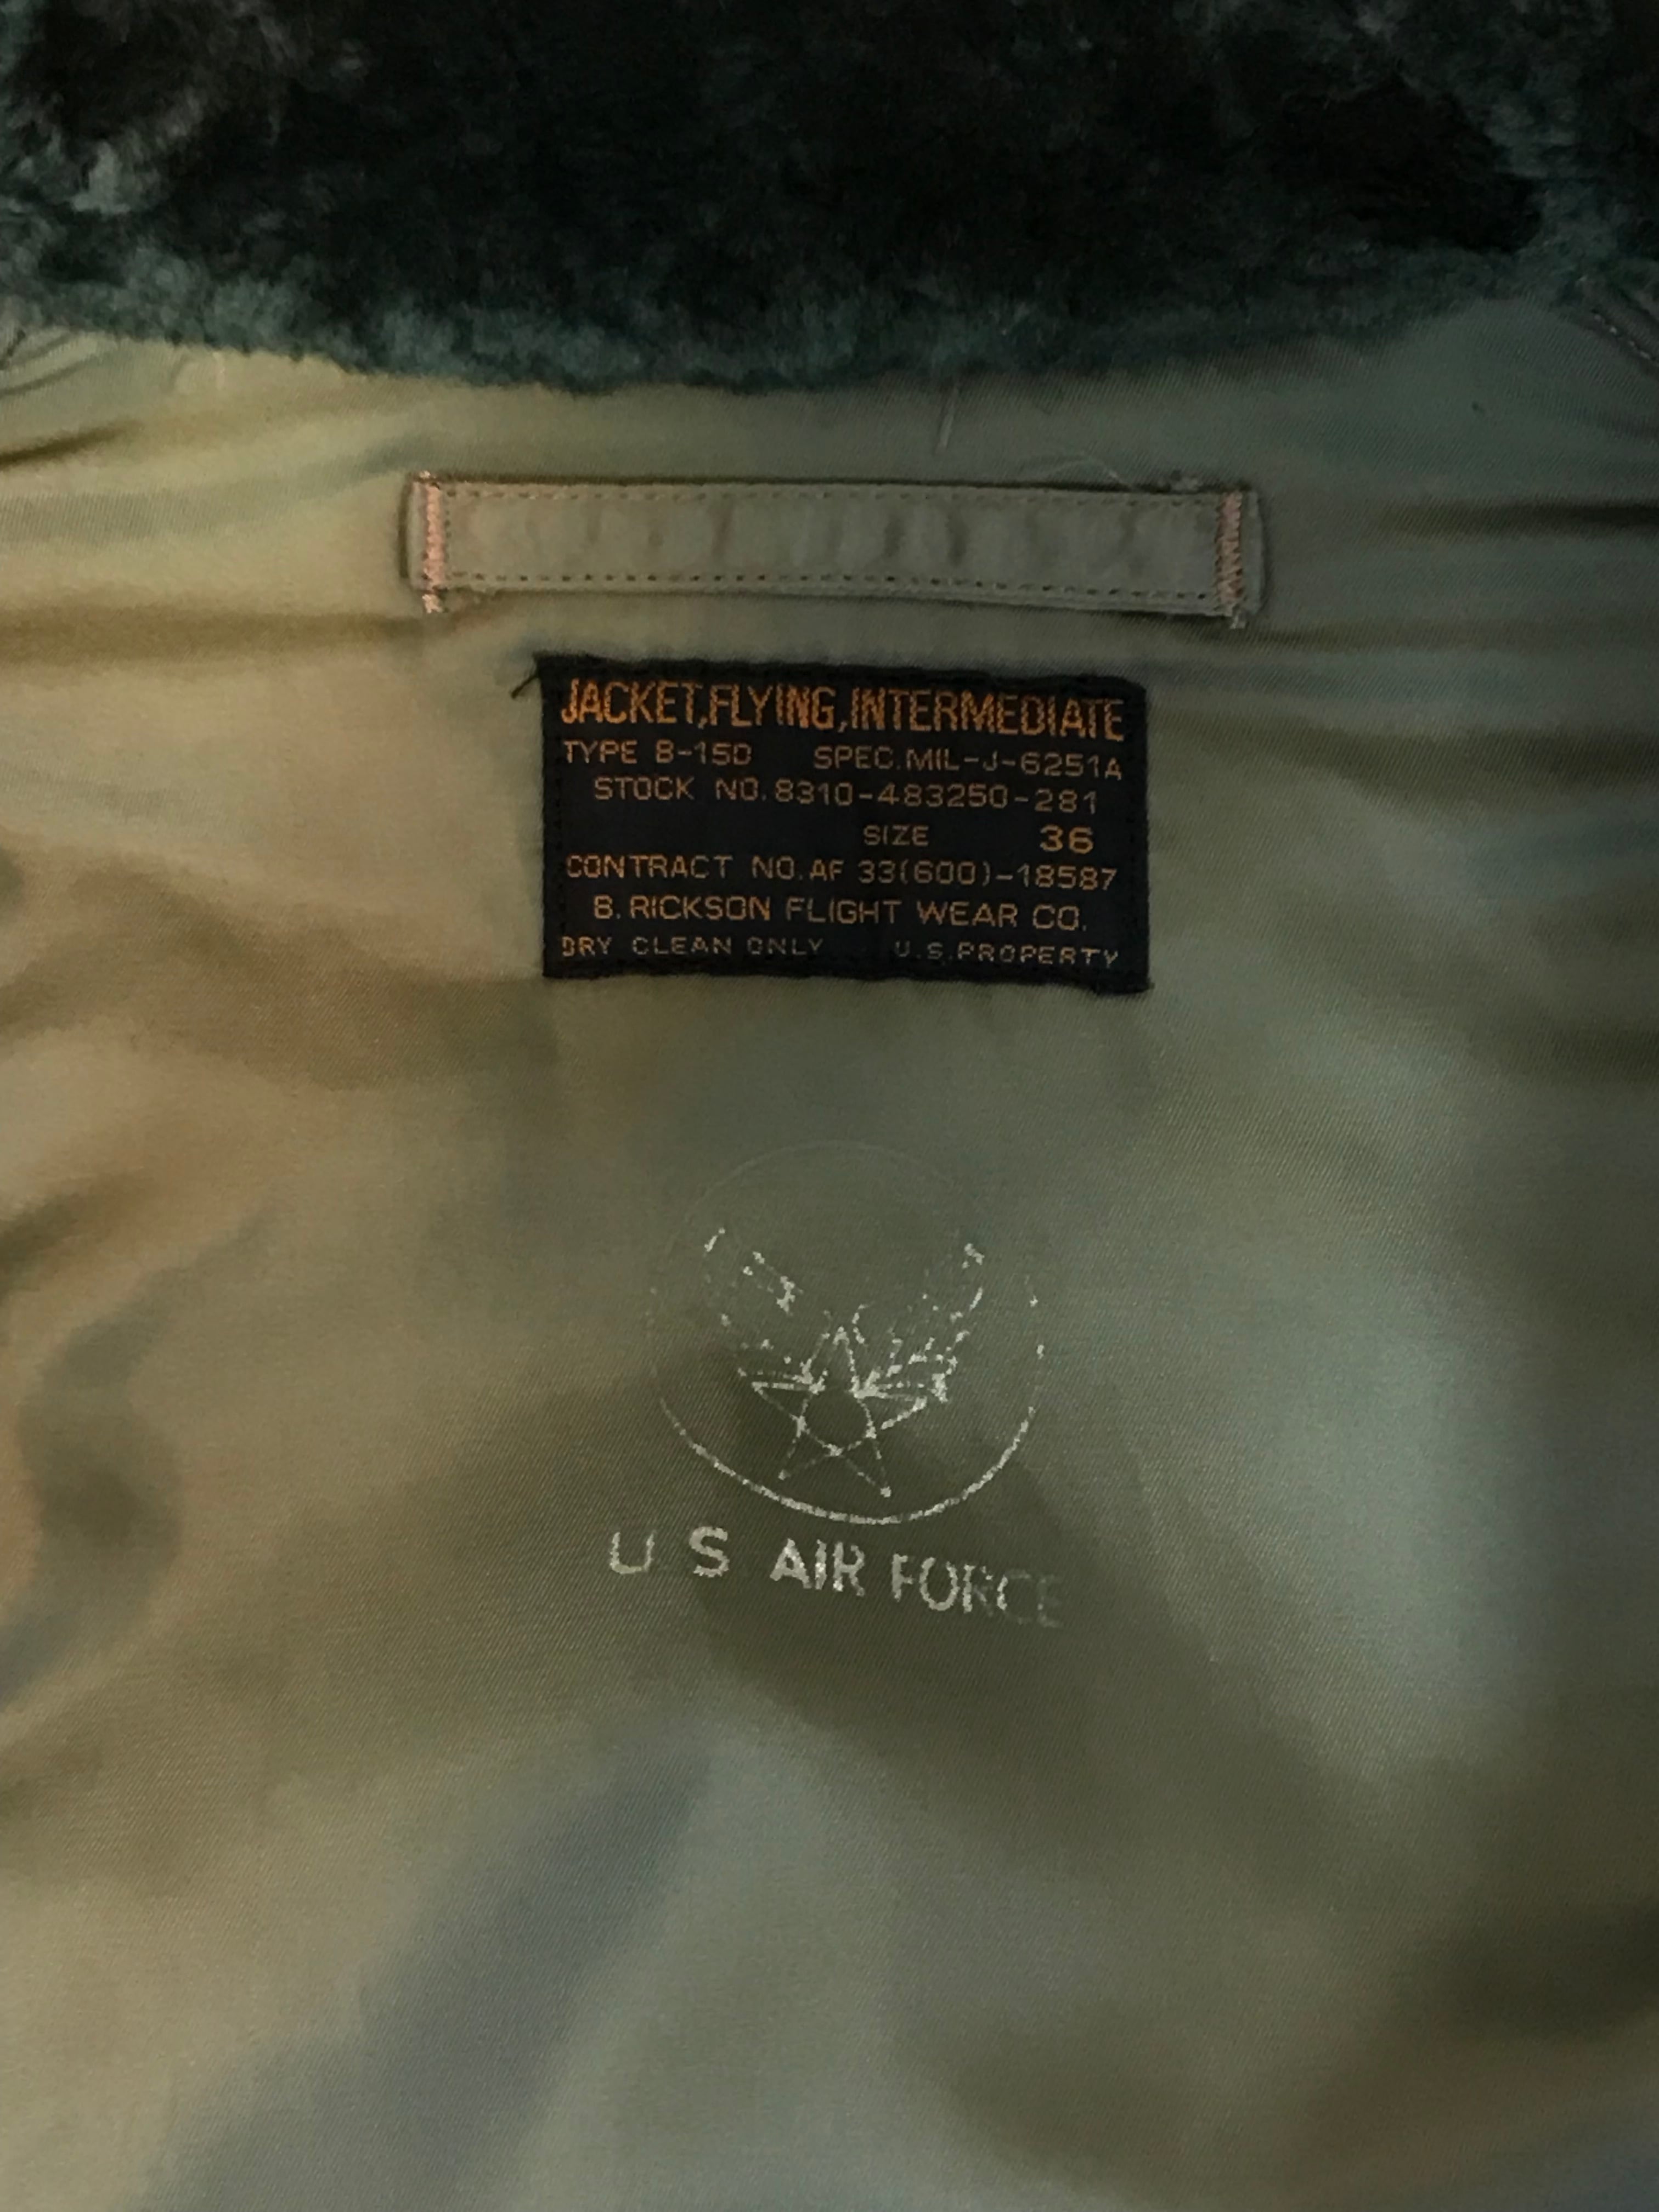 JACKET,FLYING,INTERMEDIATE
TYPE B-15D SPEC.MIL-J-6251A
STOCK NO.8310-483250-281
SIZE 36
CONTRACT NO.AF 33(600)-18587
B.RICKSON FLIGHT WEAR CO.
DRY CLEAN ONLY U.S.PROPERTY
U S AIR FORCE